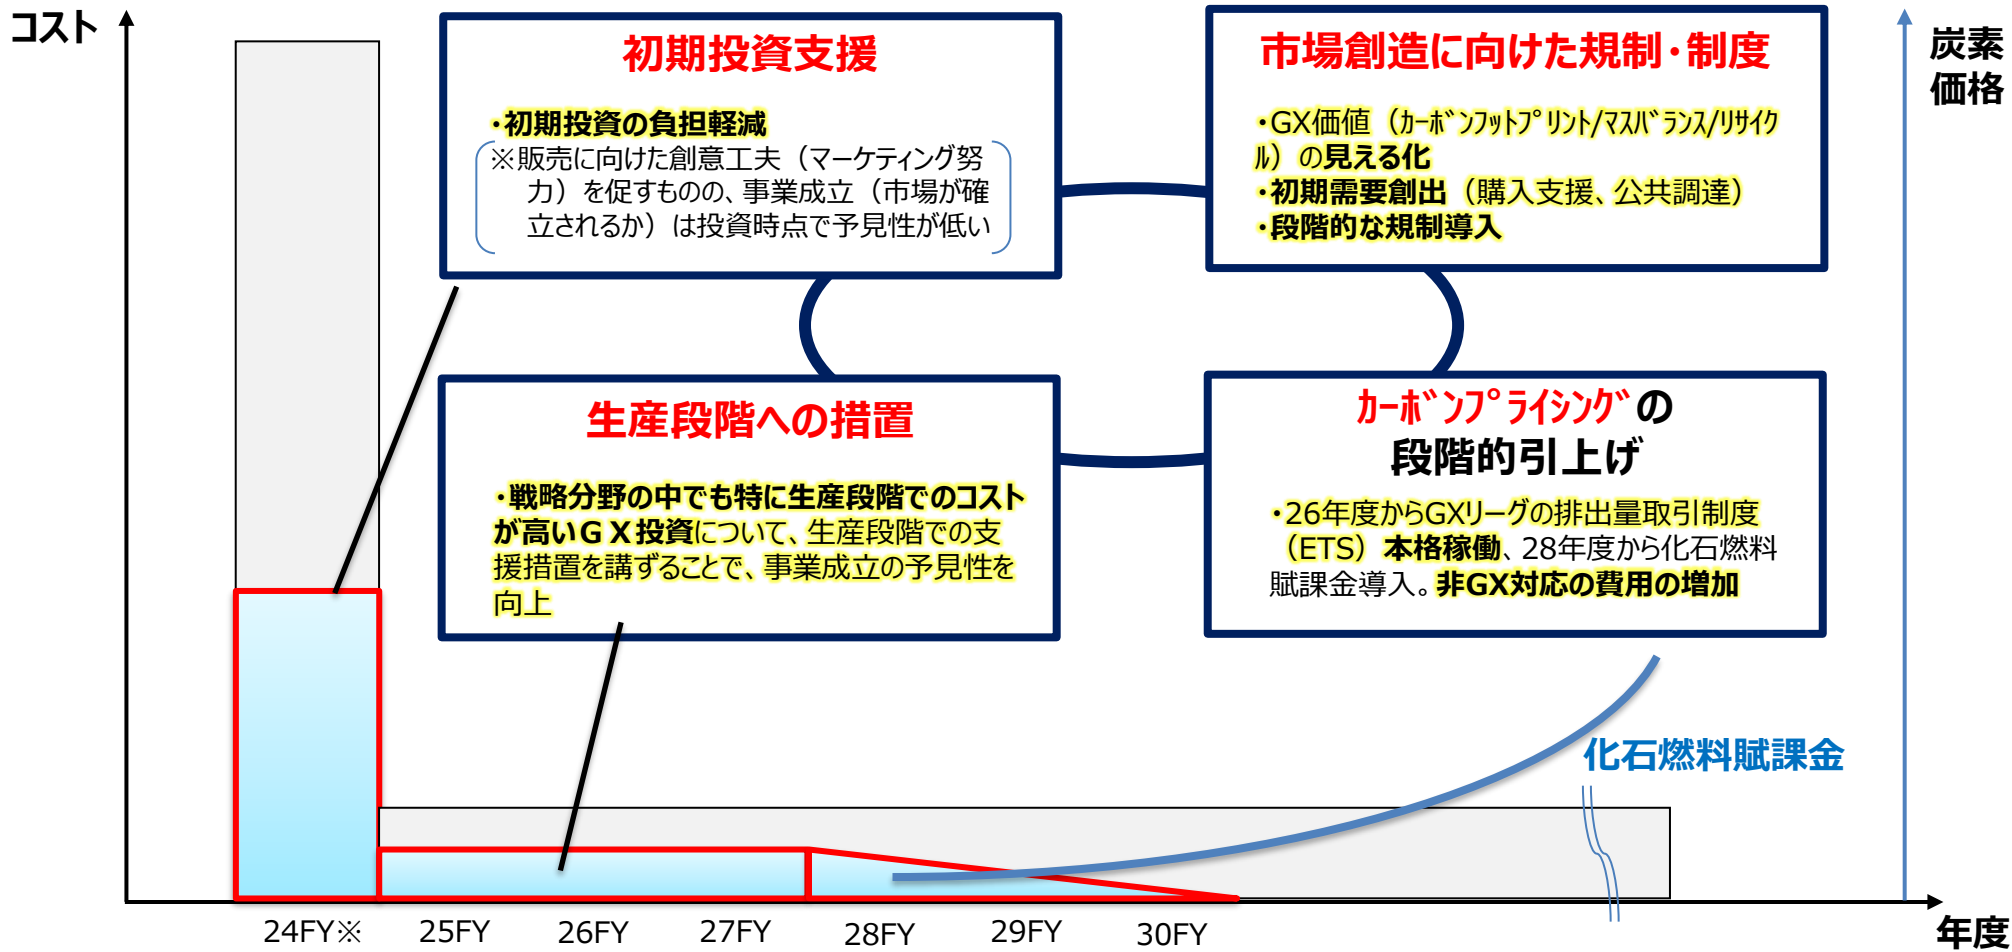 コスト
初期投資支援
・初期投資の負担軽減
※販売に向けた創意工夫（マーケティング努
力）を促すものの、事業成立（市場が確
立されるか）は投資時点で予見性が低い
市場創造に向けた規制・制度
・GX価値（ｶｰﾎﾞﾝﾌｯﾄﾌﾟﾘﾝﾄ/ﾏｽﾊﾞﾗﾝｽ/ﾘｻｲｸ
ﾙ）の見える化
・初期需要創出（購入支援、公共調達）
・段階的な規制導入
炭素
価格
生産段階への措置
・戦略分野の中でも特に生産段階でのコスト
が高いＧＸ投資について、生産段階での支
援措置を講ずることで、事業成立の予見性を
向上
ｶｰﾎﾞﾝﾌﾟﾗｲｼﾝｸﾞの
段階的引上げ
・26年度からGXリーグの排出量取引制度
（ETS）本格稼働、28年度から化石燃料
賦課金導入。非GX対応の費用の増加
化石燃料賦課金
24FY※ 25FY 26FY 27FY 28FY 29FY 30FY
年度